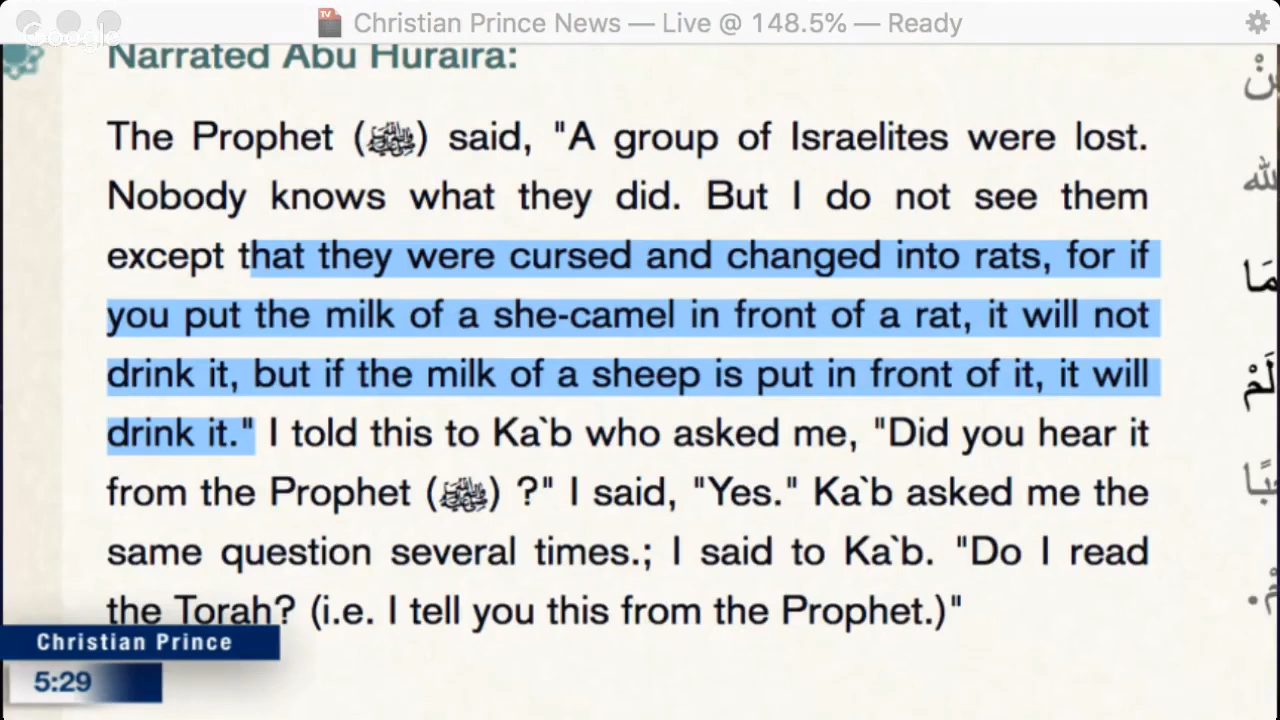 Christian Prince News — Live @ 148.5% — Ready
Google
Narrated Abu Huraira:
The Prophet (ﷺ) said, "A group of Israelites were lost.
Nobody knows what they did. But I do not see them
except that they were cursed and changed into rats, for if
you put the milk of a she-camel in front of a rat, it will not
drink it, but if the milk of a sheep is put in front of it, it will
drink it." I told this to Ka`b who asked me, "Did you hear it
from the Prophet (ﷺ) ?" I said, "Yes." Ka`b asked me the
same question several times.; I said to Ka`b. "Do I read
the Torah? (i.e. I tell you this from the Prophet.)"
Christian Prince
5:29